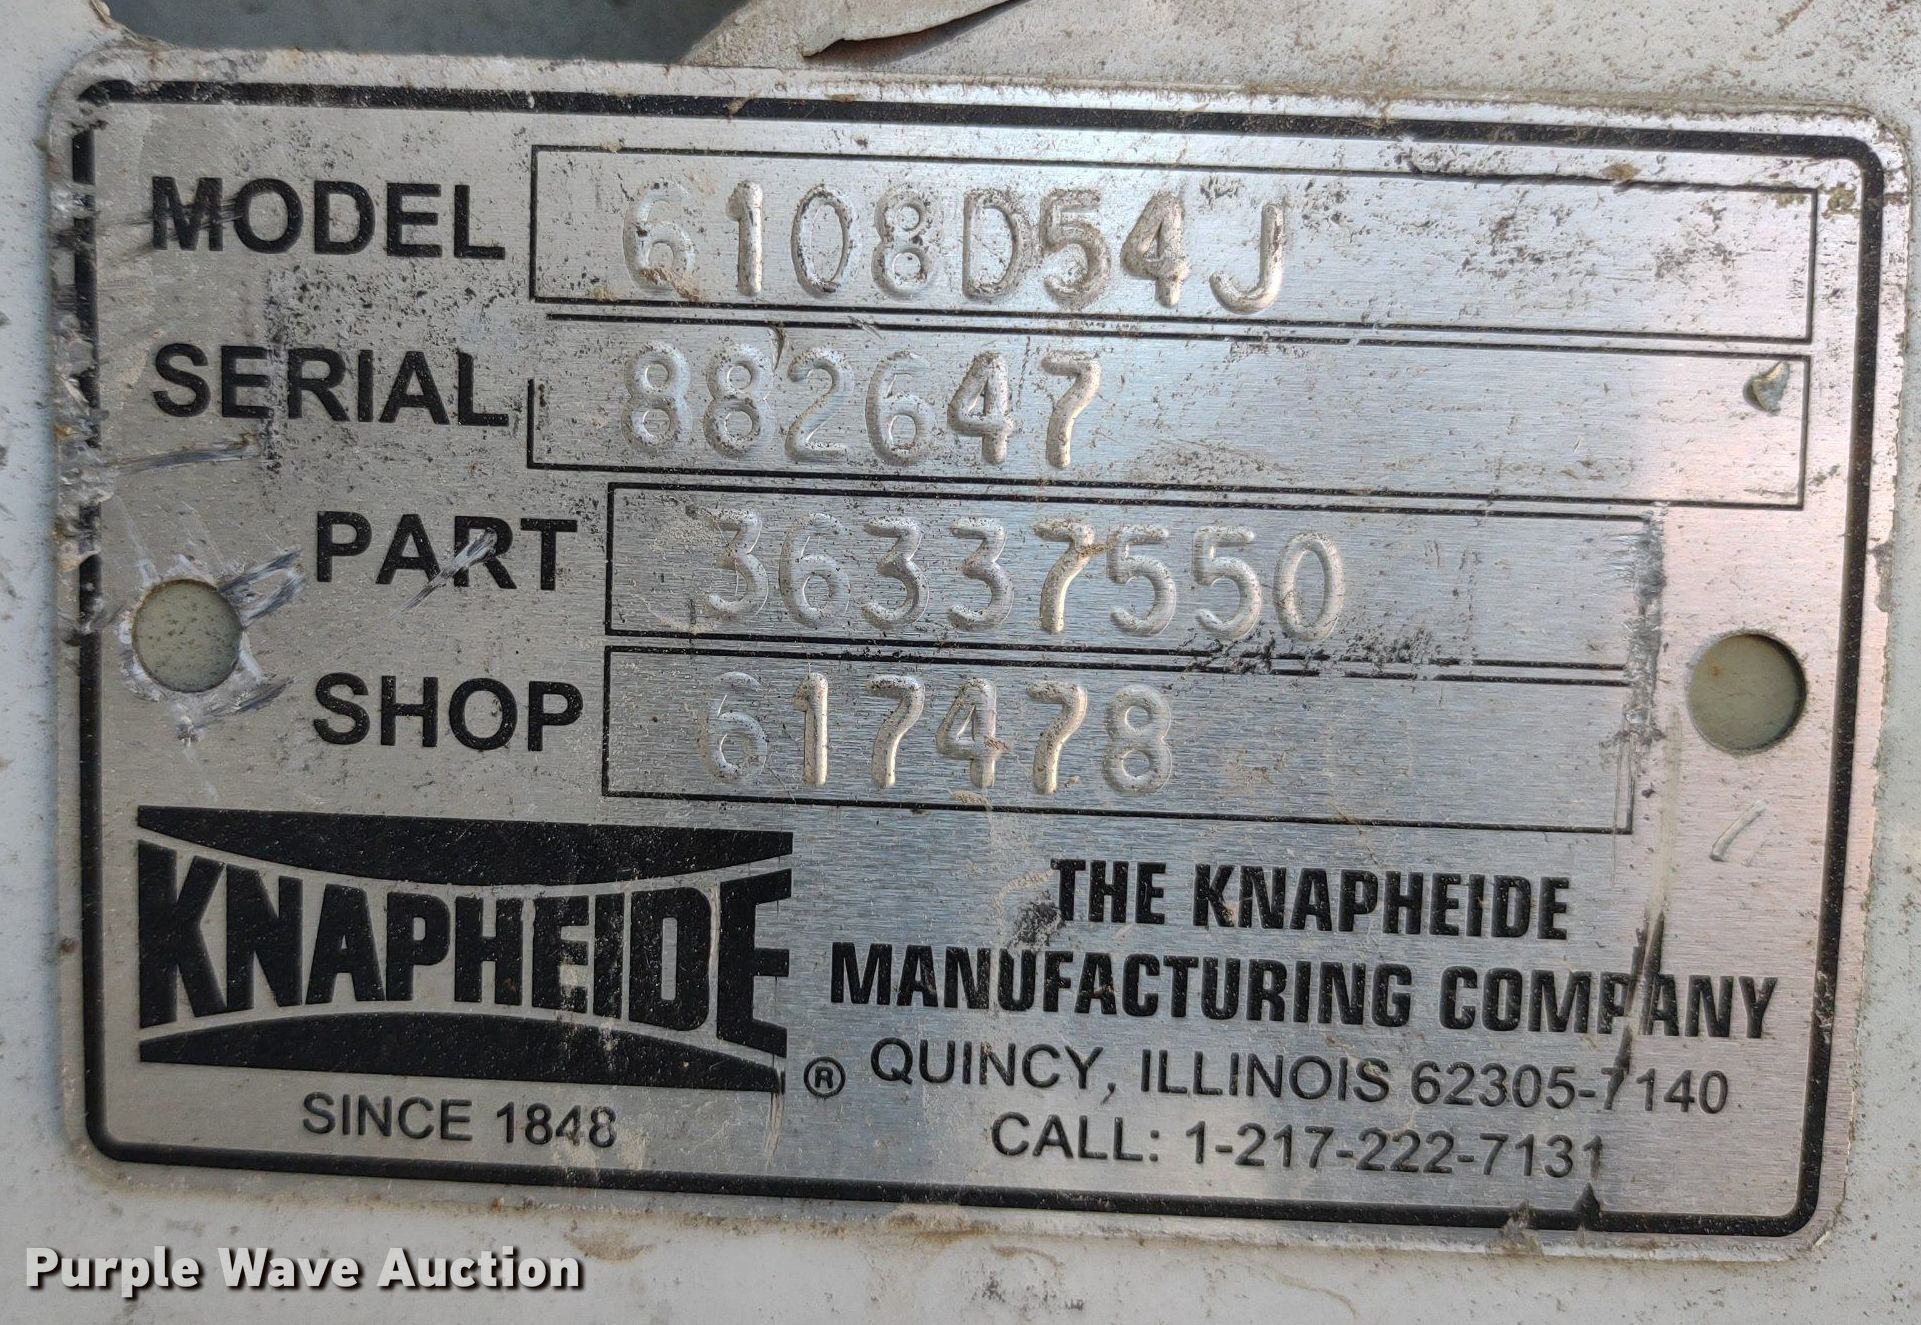 MODEL 6108D54J
SERIAL 882647
PART 36337550
SHOP 617478
KNAPHEIDE ®
SINCE 1848
THE KNAPHEIDE
MANUFACTURING COMPANY
QUINCY, ILLINOIS 62305-7140
CALL: 1-217-222-7131
Purple Wave Auction